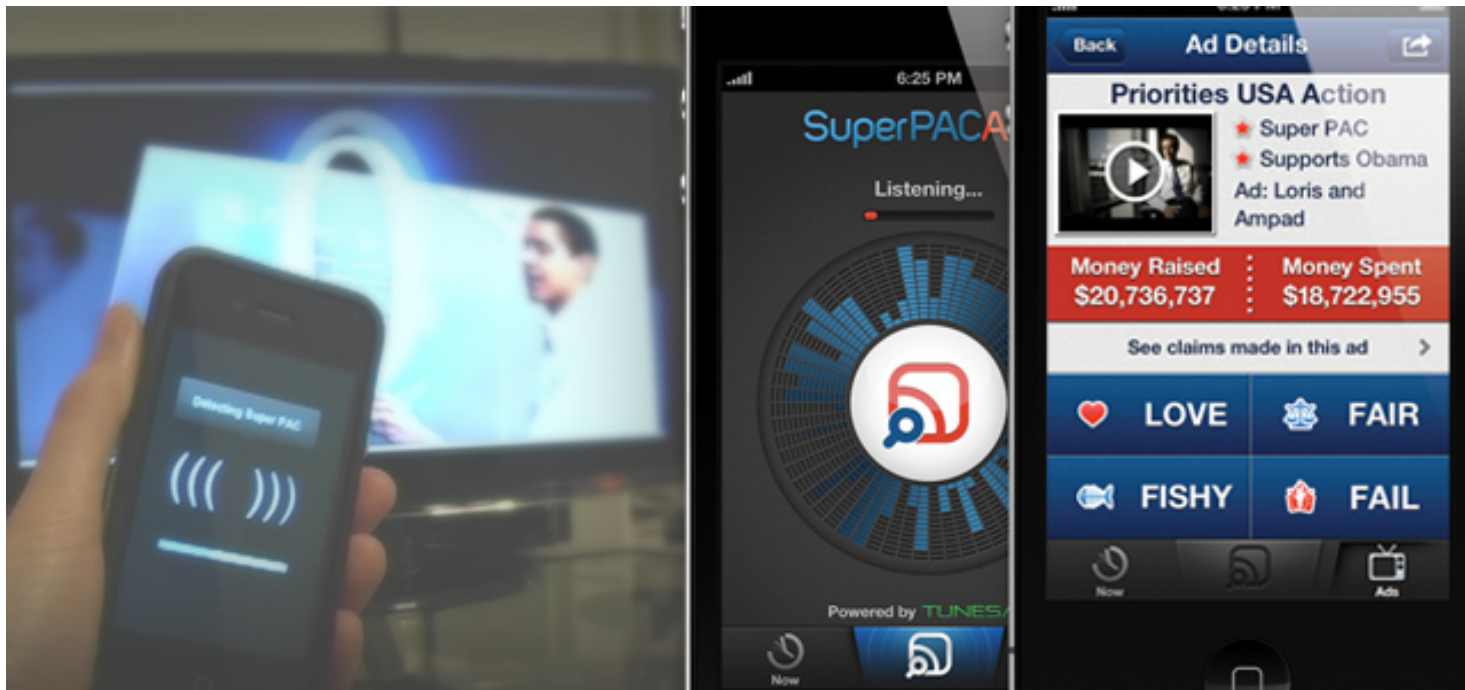 Detecting Super PAC
6:25 PM
SuperPACA
Listening...
Powered by TUNESA
Now
Back
Ad Details
Priorities USA Action
Super PAC
Supports Obama
Ad: Loris and
Ampad
Money Raised
Money Spent
$20,736,737
$18,722,955
See claims made in this ad
LOVE
FAIR
FISHY
FAIL
Now
Ads